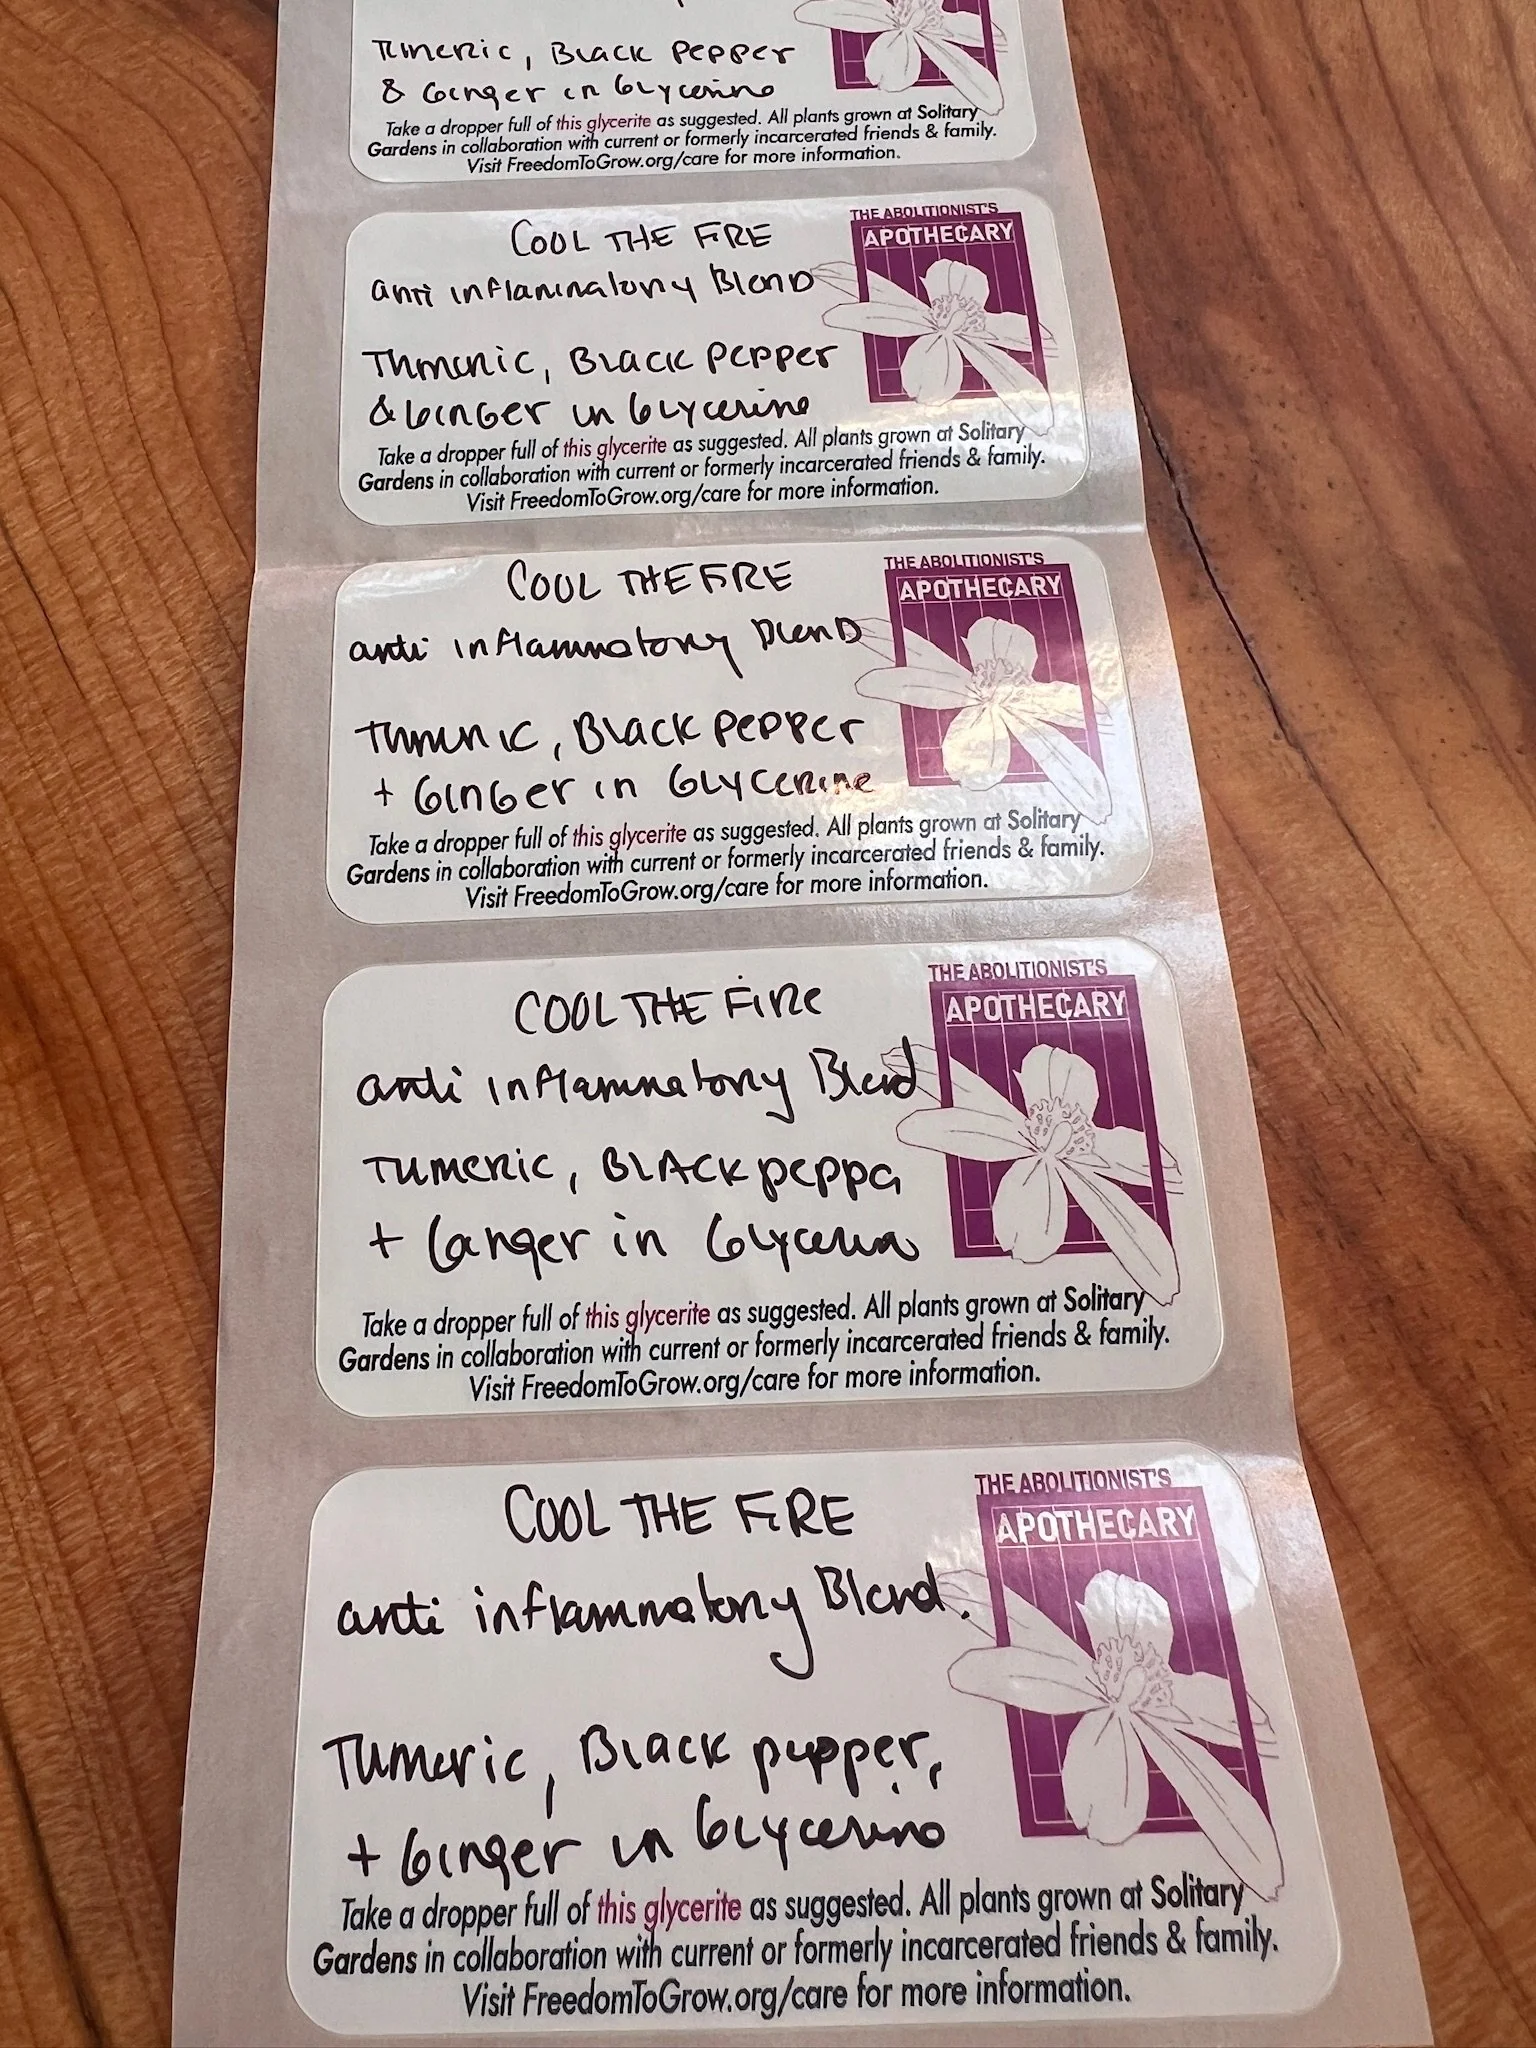 Tumeric, Black Pepper
& Ginger in Glycerine
Take a dropper full of this glycerite as suggested. All plants grown at Solitary
Gardens in collaboration with current or formerly incarcerated friends & family.
Visit FreedomToGrow.org/care for more information.
COOL THE FIRE
anti inflammatory Blend
Tumeric, Black Pepper
& Ginger in Glycerine
Take a dropper full of this glycerite as suggested. All plants grown at Solitary
Gardens in collaboration with current or formerly incarcerated friends & family.
Visit FreedomToGrow.org/care for more information.
THE ABOLITIONIST'S
APOTHECARY
COOL THE FIRE
anti inflammatory Blend
Tumeric, Black pepper
+ Ginger in Glycerine
Take a dropper full of this glycerite as suggested. All plants grown at Solitary
Gardens in collaboration with current or formerly incarcerated friends & family.
Visit FreedomToGrow.org/care for more information.
THE ABOLITIONIST'S
APOTHECARY
COOL THE FIRE
anti inflammatory Blend
Tumeric, Black pepper
+ Ginger in Glycerin
Take a dropper full of this glycerite as suggested. All plants grown at Solitary
Gardens in collaboration with current or formerly incarcerated friends & family.
Visit FreedomToGrow.org/care for more information.
THE ABOLITIONIST'S
APOTHECARY
COOL THE FIRE
anti inflammatory Blend.
Tumeric, Black pepper,
+ Ginger in Glycerine
Take a dropper full of this glycerite as suggested. All plants grown at Solitary
Gardens in collaboration with current or formerly incarcerated friends & family.
Visit FreedomToGrow.org/care for more information.
THE ABOLITIONIST'S
APOTHECARY